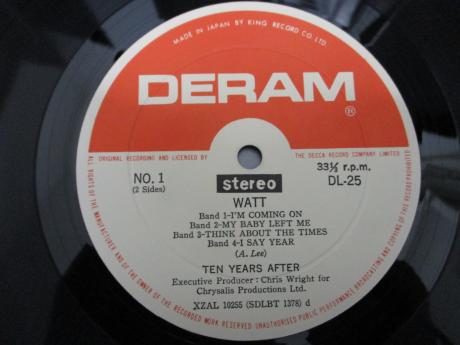 MADE IN JAPAN BY KING RECORD CO. LTD.
DERAM
®
ORIGINAL RECORDING AND LICENSED BY THE DECCA RECORD COMPANY LIMITED
NO. 1
(2 Sides)
stereo
33⅓ r.p.m.
DL-25
WATT
Band 1-I'M COMING ON
Band 2-MY BABY LEFT ME
Band 3-THINK ABOUT THE TIMES
Band 4-I SAY YEAR
(A. Lee)
TEN YEARS AFTER
Executive Producer : Chris Wright for
Chrysalis Productions Ltd.
XZAL 10255 (SDLBT 1378) d
ALL RIGHTS OF THE MANUFACTURER AND OF THE OWNER OF THE RECORDED WORK RESERVED UNAUTHORISED PUBLIC PERFORMANCE BROADCASTING AND COPYING OF THIS RECORD PROHIBITED